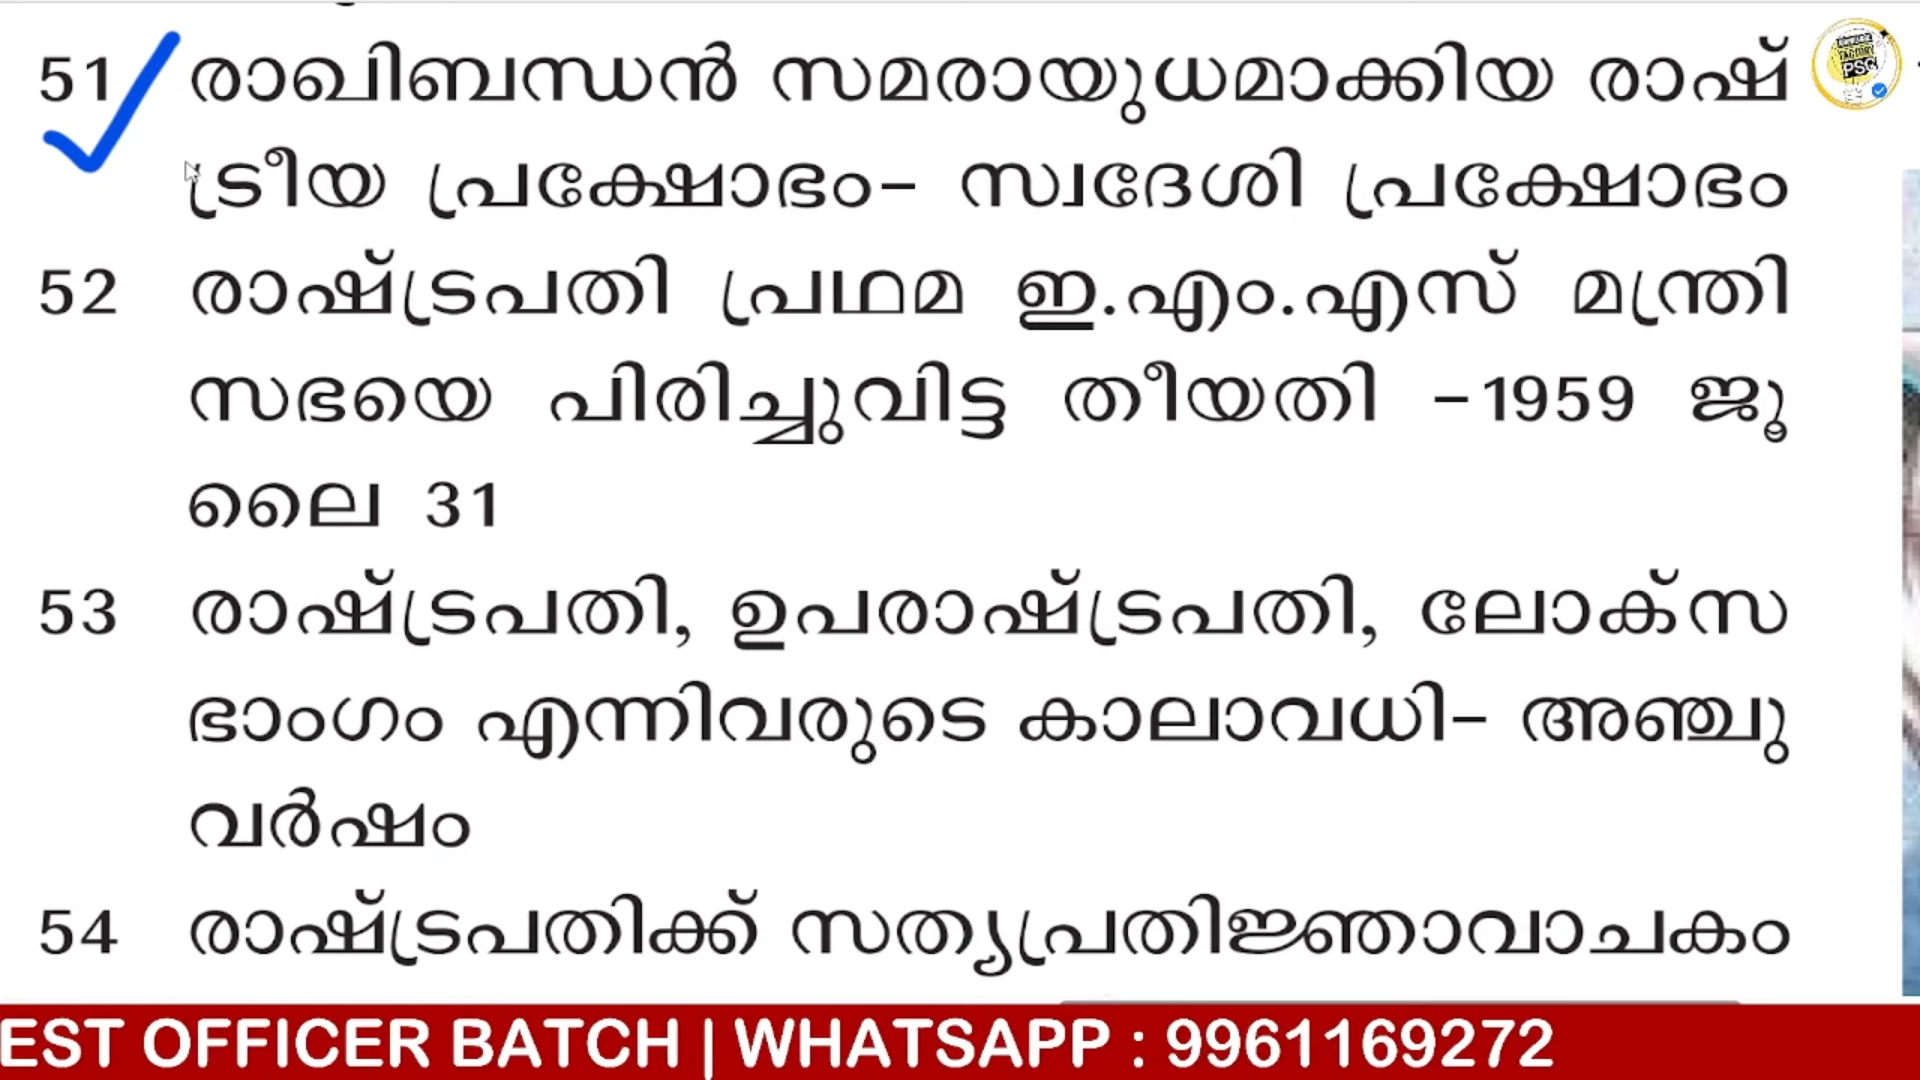 51 രാഖിബന്ധൻ സമരായുധമാക്കിയ രാഷ്
ട്രീയ പ്രക്ഷോഭം- സ്വദേശി പ്രക്ഷോഭം
52 രാഷ്ട്രപതി പ്രഥമ ഇ.എം.എസ് മന്ത്രി
സഭയെ പിരിച്ചുവിട്ട തീയതി -1959 ജൂ
ലൈ 31
53 രാഷ്ട്രപതി, ഉപരാഷ്ട്രപതി, ലോക്സ
ഭാംഗം എന്നിവരുടെ കാലാവധി- അഞ്ചു
വർഷം
54 രാഷ്ട്രപതിക്ക് സത്യപ്രതിജ്ഞാവാചകം
EST OFFICER BATCH | WHATSAPP : 9961169272
PSC